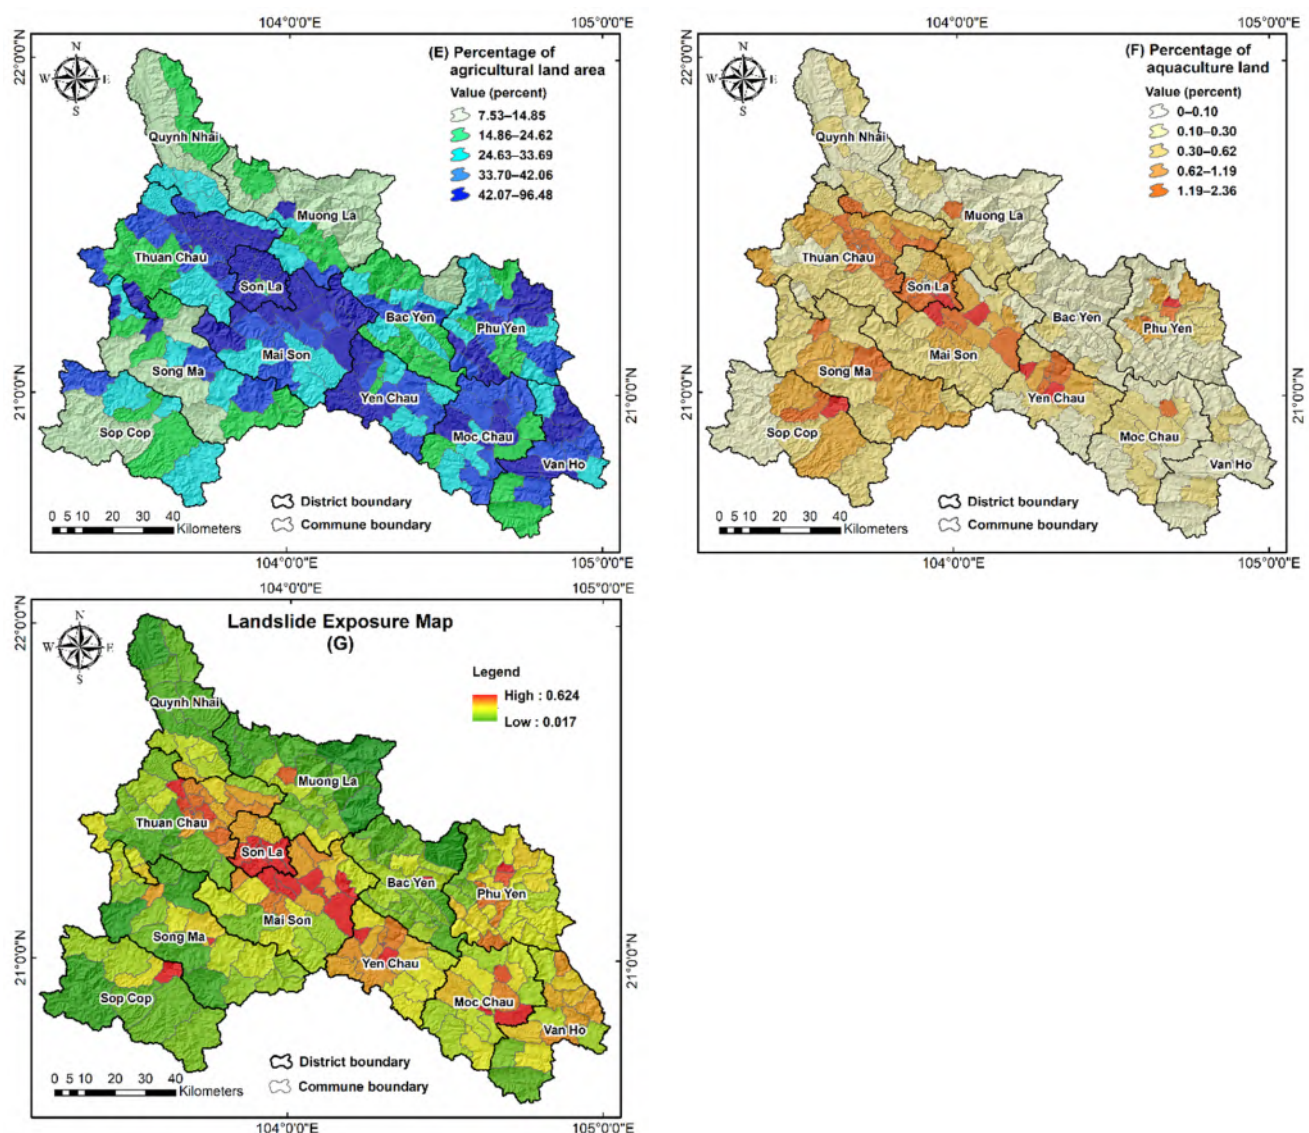 104°0'0"E
105°0'0"E
22°0'0"N
21°0'0"N
N
W
E
S
(E) Percentage of
agricultural land area
Value (percent)
7.53–14.85
14.86–24.62
24.63–33.69
33.70–42.06
42.07–96.48
Quynh Nhai
Muong La
Thuan Chau
Son La
Bac Yen
Phu Yen
Mai Son
Song Ma
Yen Chau
Sop Cop
Moc Chau
Van Ho
District boundary
Commune boundary
0 5 10 20 30 40
Kilometers
104°0'0"E
105°0'0"E
104°0'0"E
105°0'0"E
22°0'0"N
21°0'0"N
N
W
E
S
(F) Percentage of
aquaculture land
Value (percent)
0–0.10
0.10–0.30
0.30–0.62
0.62–1.19
1.19–2.36
Quynh Nhai
Muong La
Thuan Chau
Son La
Bac Yen
Phu Yen
Mai Son
Song Ma
Yen Chau
Sop Cop
Moc Chau
Van Ho
District boundary
Commune boundary
0 5 10 20 30 40
Kilometers
104°0'0"E
105°0'0"E
104°0'0"E
105°0'0"E
22°0'0"N
21°0'0"N
N
W
E
S
Landslide Exposure Map
(G)
Legend
High : 0.624
Low : 0.017
Quynh Nhai
Muong La
Thuan Chau
Son La
Bac Yen
Phu Yen
Mai Son
Song Ma
Yen Chau
Sop Cop
Moc Chau
Van Ho
District boundary
Commune boundary
0 5 10 20 30 40
Kilometers
104°0'0"E
105°0'0"E